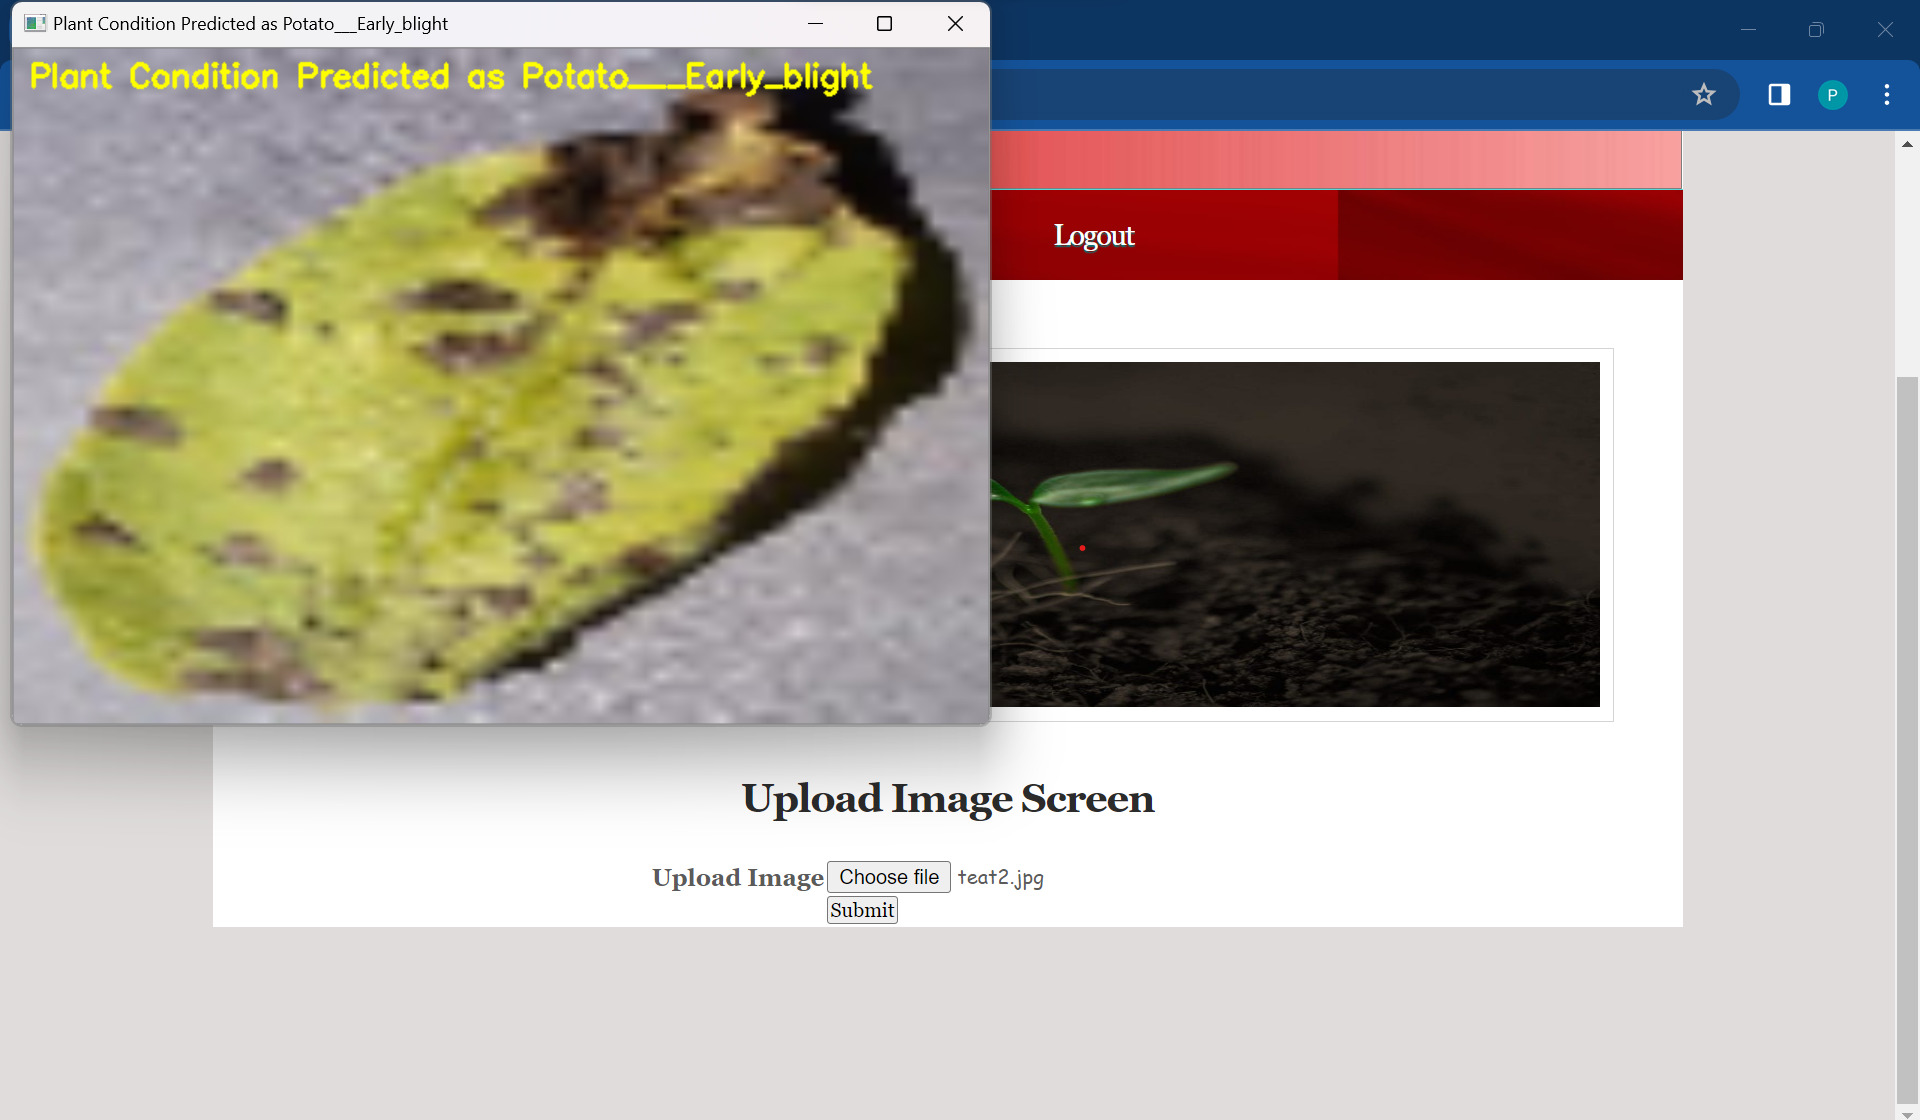 Plant Condition Predicted as Potato___Early_blight
Plant Condition Predicted as Potato___Early_blight
P
Logout
Upload Image Screen
Upload Image Choose file teat2.jpg
Submit